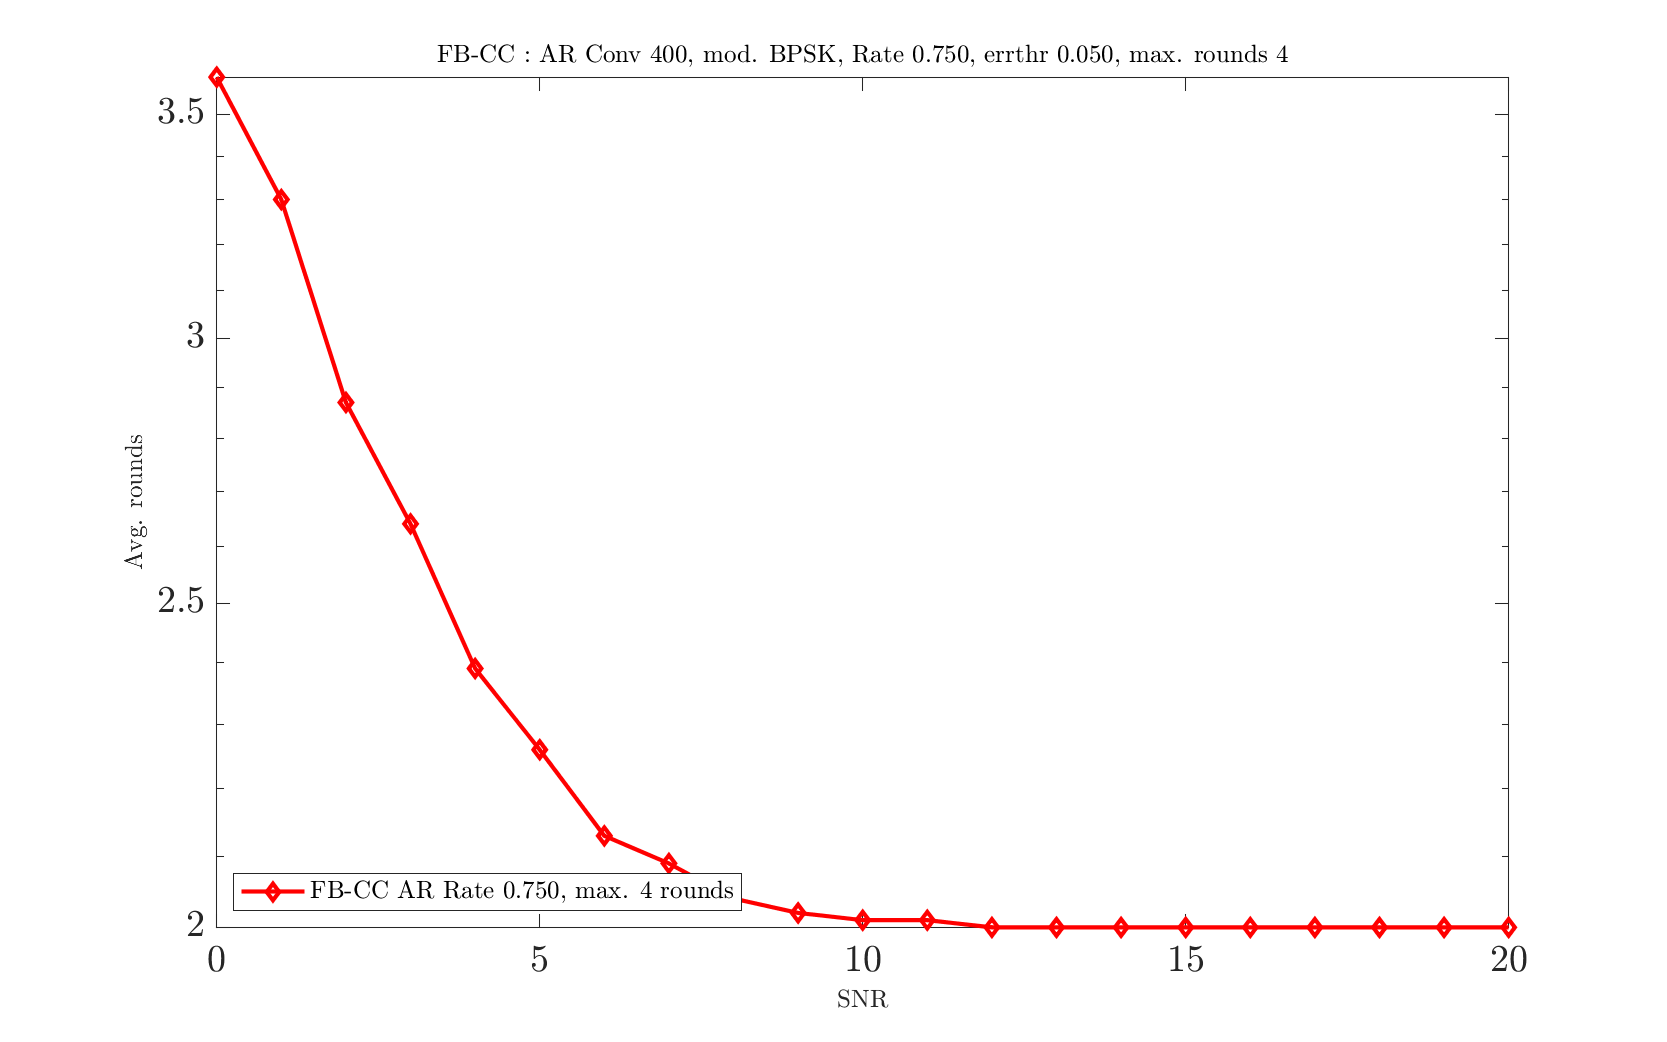 FB-CC : AR Conv 400, mod. BPSK, Rate 0.750, errthr 0.050, max. rounds 4
3.5
3
2.5
2
Avg. rounds
FB-CC AR Rate 0.750, max. 4 rounds
0 5 10 15 20
SNR